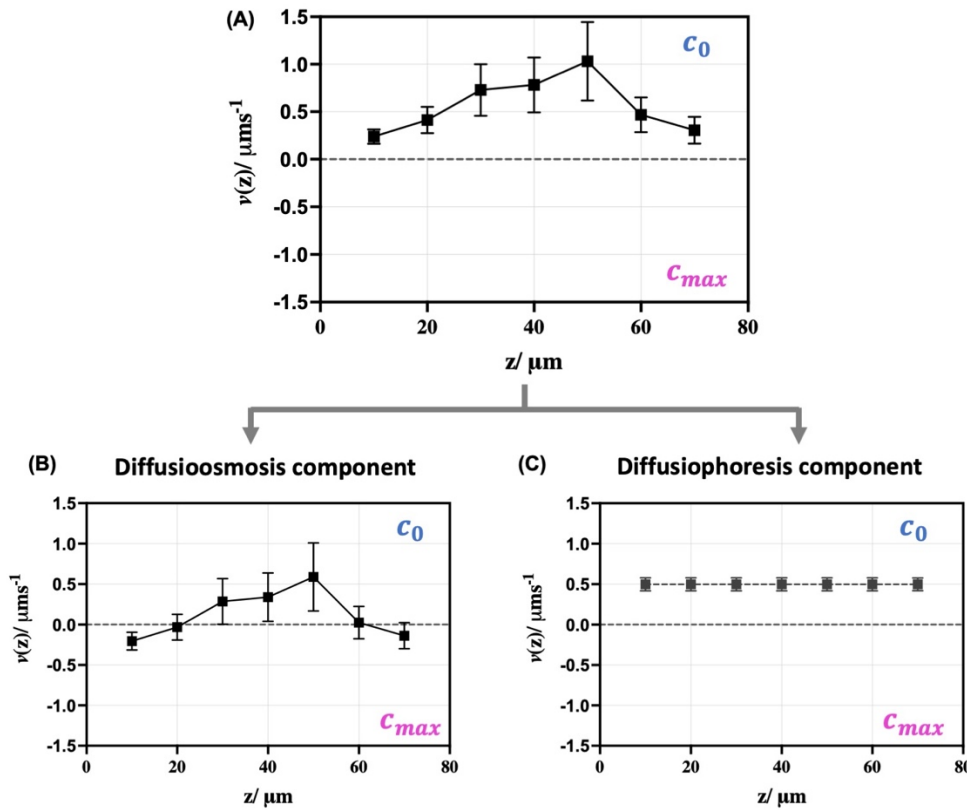 (A)
1.5
1.0
0.5
0.0
-0.5
-1.0
-1.5
v(z)/ μms⁻¹
c₀
cₘₐₓ
0 20 40 60 80
z/ μm
(B) Diffusioosmosis component
1.5
1.0
0.5
0.0
-0.5
-1.0
-1.5
v(z)/ μms⁻¹
c₀
cₘₐₓ
0 20 40 60 80
z/ μm
(C) Diffusiophoresis component
1.5
1.0
0.5
0.0
-0.5
-1.0
-1.5
v(z)/ μms⁻¹
c₀
cₘₐₓ
0 20 40 60 80
z/ μm